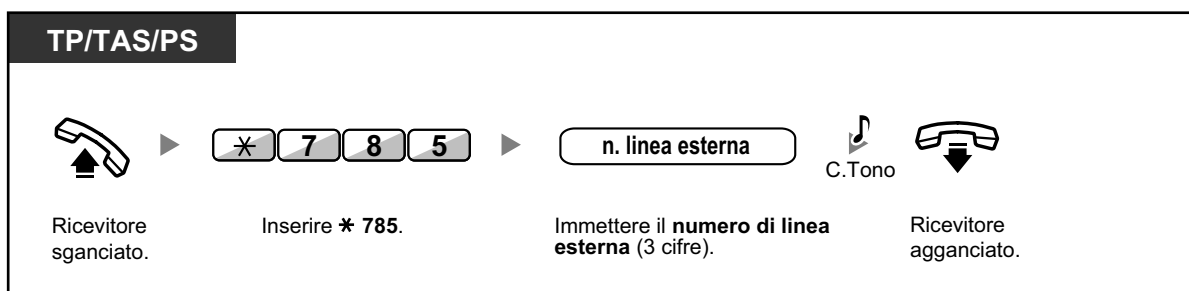 TP/TAS/PS
✳ 7 8 5
n. linea esterna
C.Tono
Ricevitore
sganciato.
Inserire ✳ 785.
Immettere il numero di linea
esterna (3 cifre).
Ricevitore
agganciato.